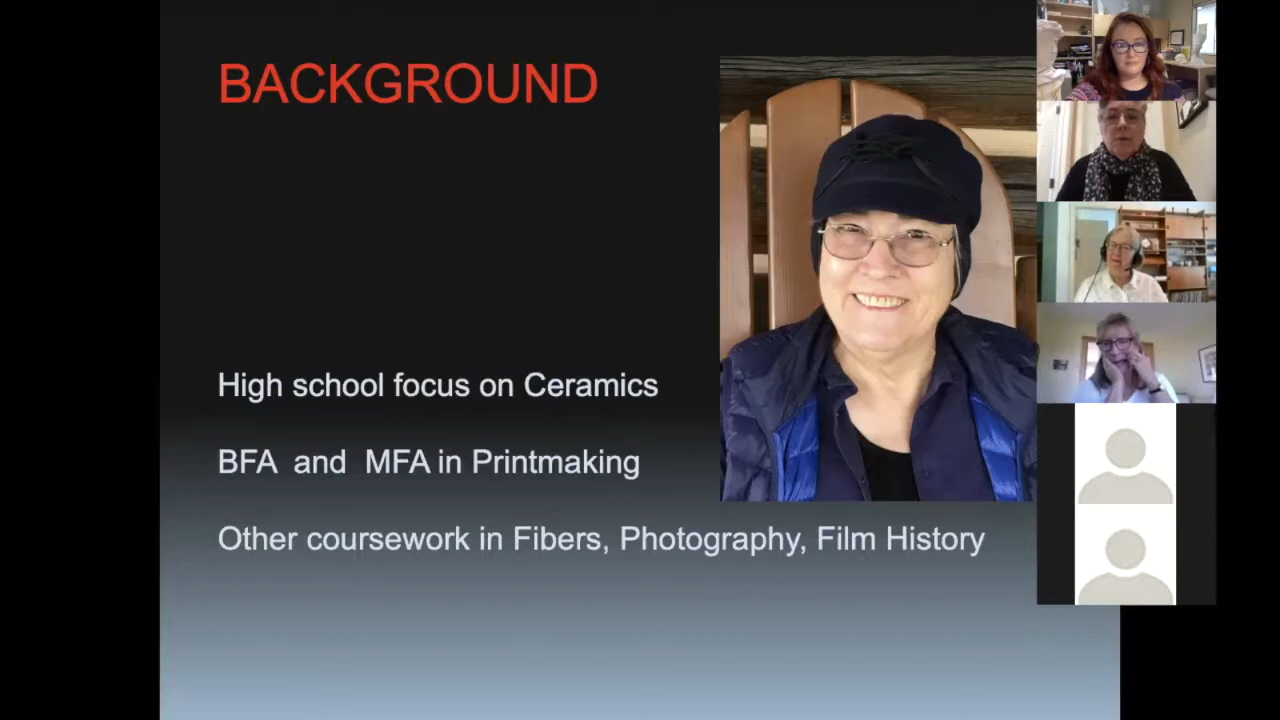 BACKGROUND
High school focus on Ceramics
BFA and MFA in Printmaking
Other coursework in Fibers, Photography, Film History